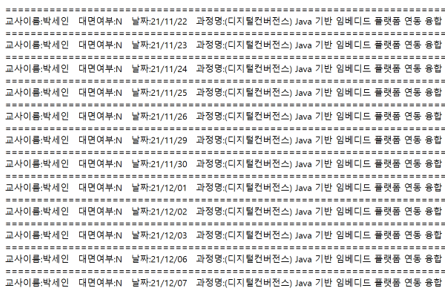 ================================================================
교사이름:박세인 대면여부:N 날짜:21/11/22 과정명:(디지털컨버전스) Java 기반 임베디드 플랫폼 연동 융합
================================================================
교사이름:박세인 대면여부:N 날짜:21/11/23 과정명:(디지털컨버전스) Java 기반 임베디드 플랫폼 연동 융합
================================================================
교사이름:박세인 대면여부:N 날짜:21/11/24 과정명:(디지털컨버전스) Java 기반 임베디드 플랫폼 연동 융합
================================================================
교사이름:박세인 대면여부:N 날짜:21/11/25 과정명:(디지털컨버전스) Java 기반 임베디드 플랫폼 연동 융합
================================================================
교사이름:박세인 대면여부:N 날짜:21/11/26 과정명:(디지털컨버전스) Java 기반 임베디드 플랫폼 연동 융합
================================================================
교사이름:박세인 대면여부:N 날짜:21/11/29 과정명:(디지털컨버전스) Java 기반 임베디드 플랫폼 연동 융합
================================================================
교사이름:박세인 대면여부:N 날짜:21/11/30 과정명:(디지털컨버전스) Java 기반 임베디드 플랫폼 연동 융합
================================================================
교사이름:박세인 대면여부:N 날짜:21/12/01 과정명:(디지털컨버전스) Java 기반 임베디드 플랫폼 연동 융합
================================================================
교사이름:박세인 대면여부:N 날짜:21/12/02 과정명:(디지털컨버전스) Java 기반 임베디드 플랫폼 연동 융합
================================================================
교사이름:박세인 대면여부:N 날짜:21/12/03 과정명:(디지털컨버전스) Java 기반 임베디드 플랫폼 연동 융합
================================================================
교사이름:박세인 대면여부:N 날짜:21/12/06 과정명:(디지털컨버전스) Java 기반 임베디드 플랫폼 연동 융합
================================================================
교사이름:박세인 대면여부:N 날짜:21/12/07 과정명:(디지털컨버전스) Java 기반 임베디드 플랫폼 연동 융합